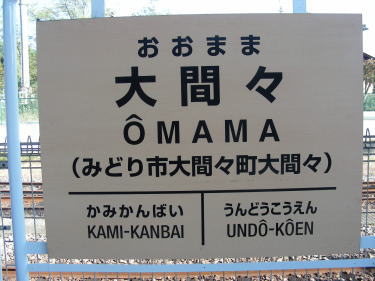 おおまま
大間々
ÔMAMA
(みどり市大間々町大間々)
かみかんばい うんどうこうえん
KAMI-KANBAI UNDÔ-KÔEN